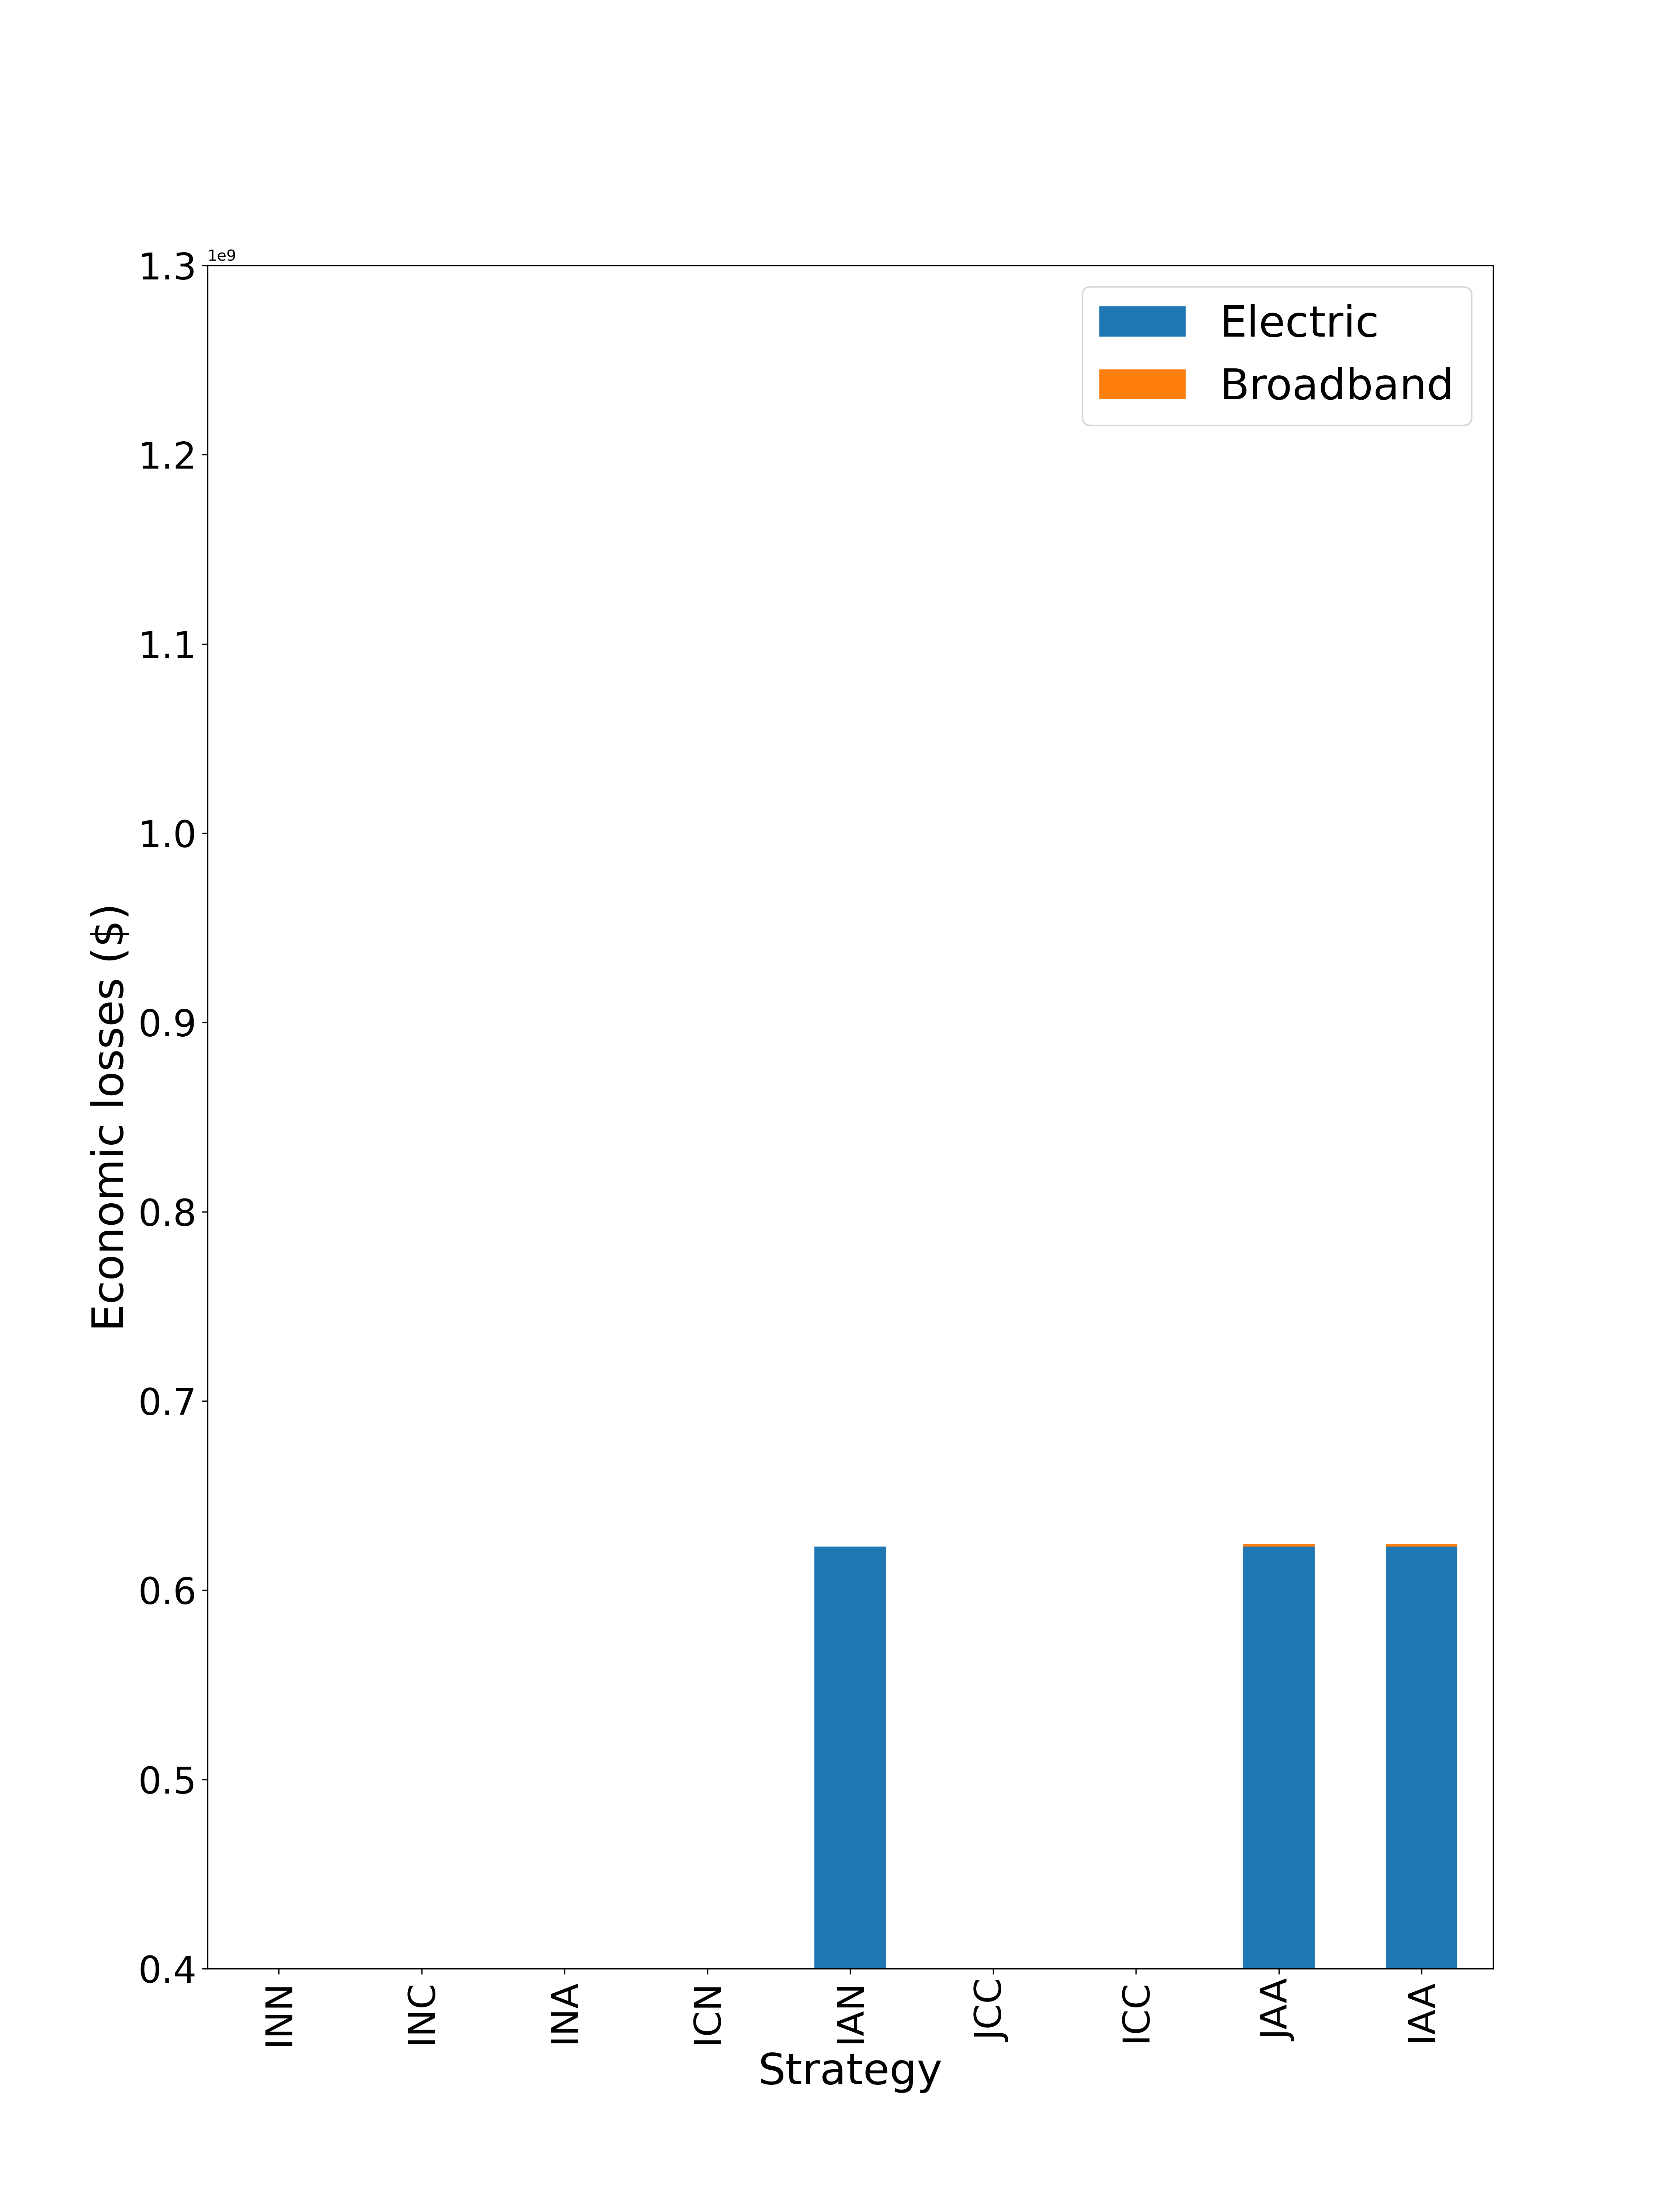 1e9
1.3
1.2
1.1
1.0
0.9
0.8
0.7
0.6
0.5
0.4
Economic losses ($)
Electric
Broadband
INN
INC
INA
ICN
IAN
JCC
ICC
JAA
IAA
Strategy